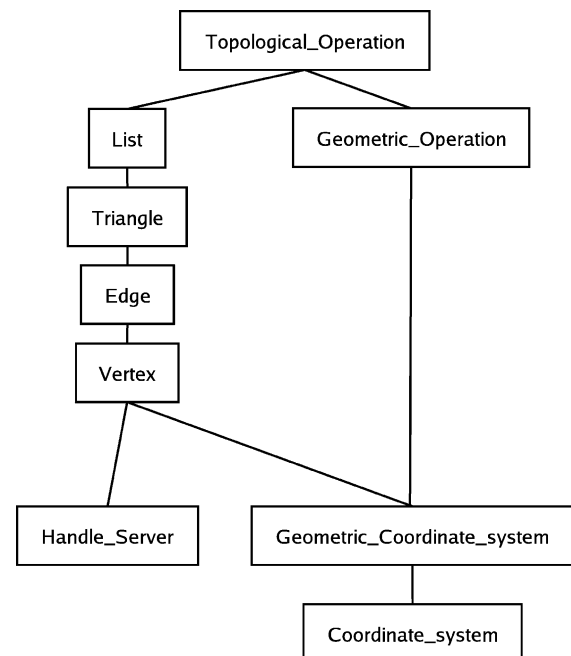 Topological_Operation
List
Geometric_Operation
Triangle
Edge
Vertex
Handle_Server
Geometric_Coordinate_system
Coordinate_system